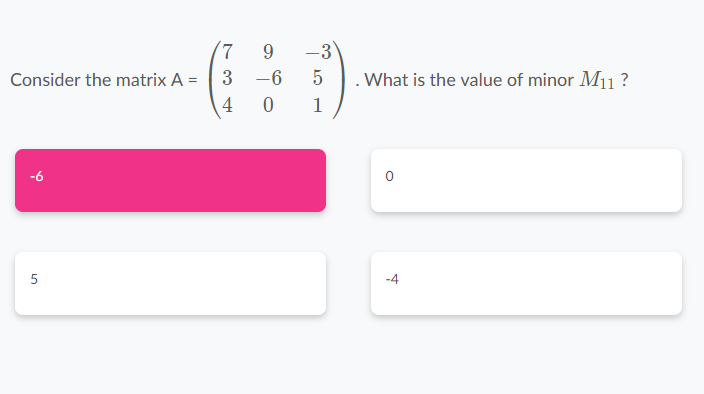 Consider the matrix A = (7 9 −3
3 −6 5
4 0 1) . What is the value of minor M₁₁ ?
-6
0
5
-4